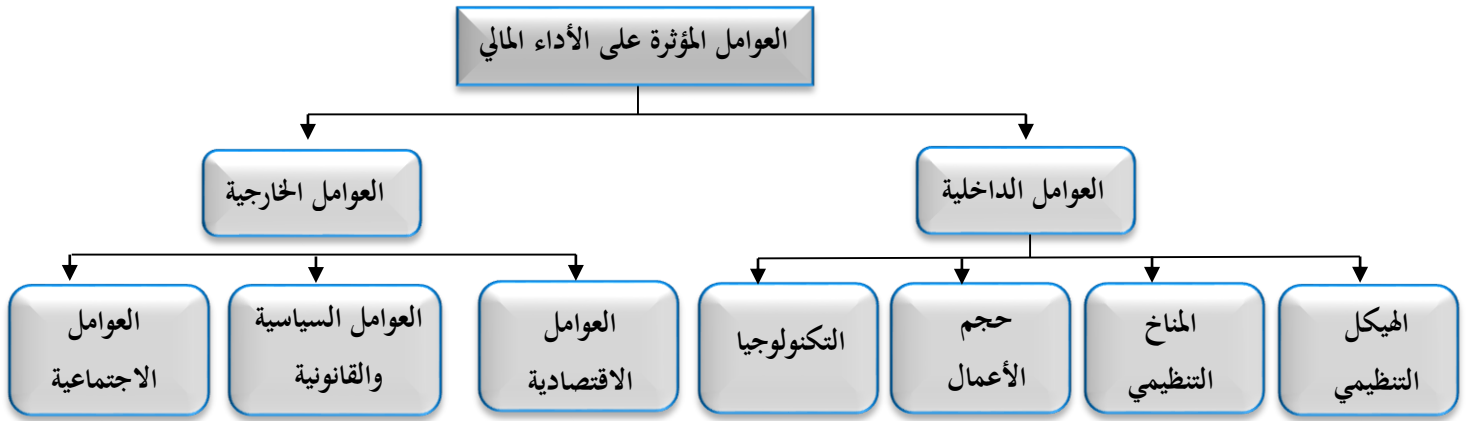 العوامل المؤثرة على الأداء المالي
العوامل الداخلية
العوامل الخارجية
الهيكل
التنظيمي
المناخ
التنظيمي
حجم
الأعمال
التكنولوجيا
العوامل
الاقتصادية
العوامل السياسية
والقانونية
العوامل
الاجتماعية